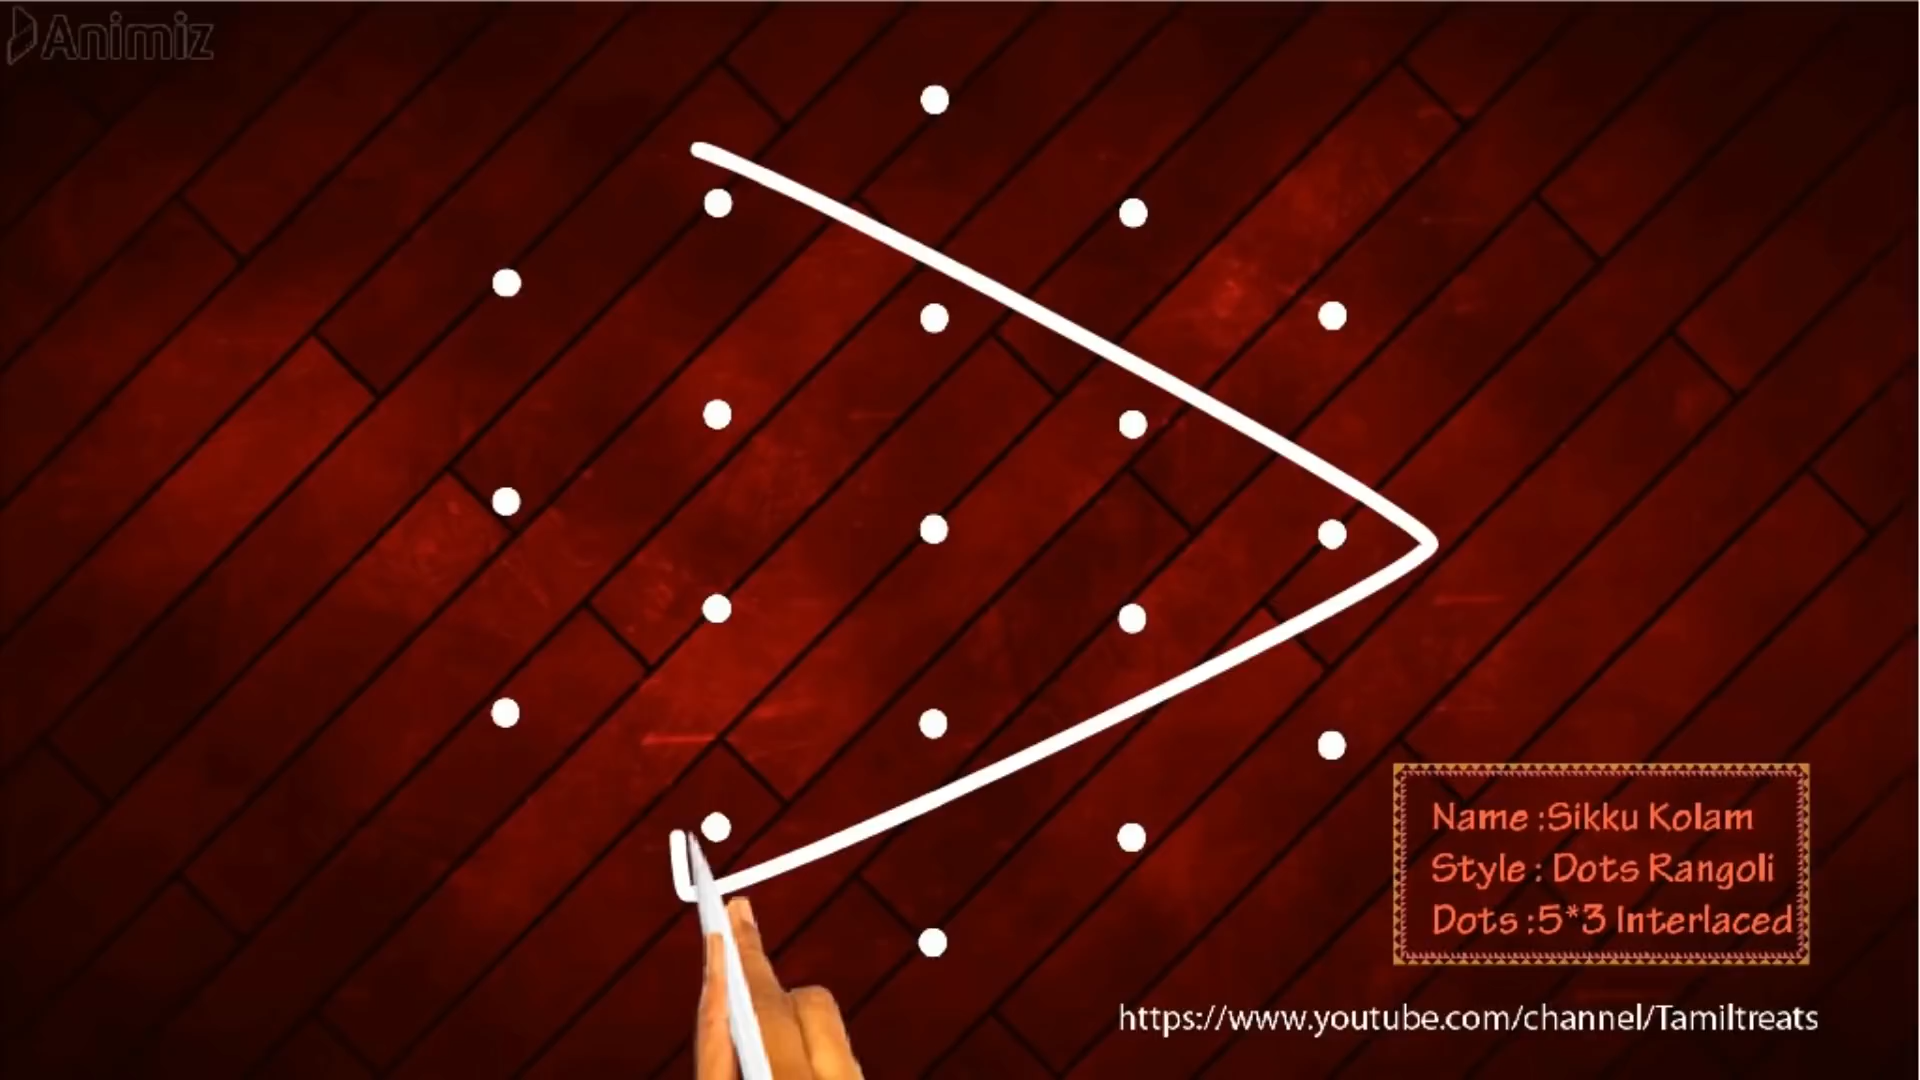 Animiz
Name :Sikku Kolam
Style : Dots Rangoli
Dots :5*3 Interlaced
https://www.youtube.com/channel/Tamiltreats